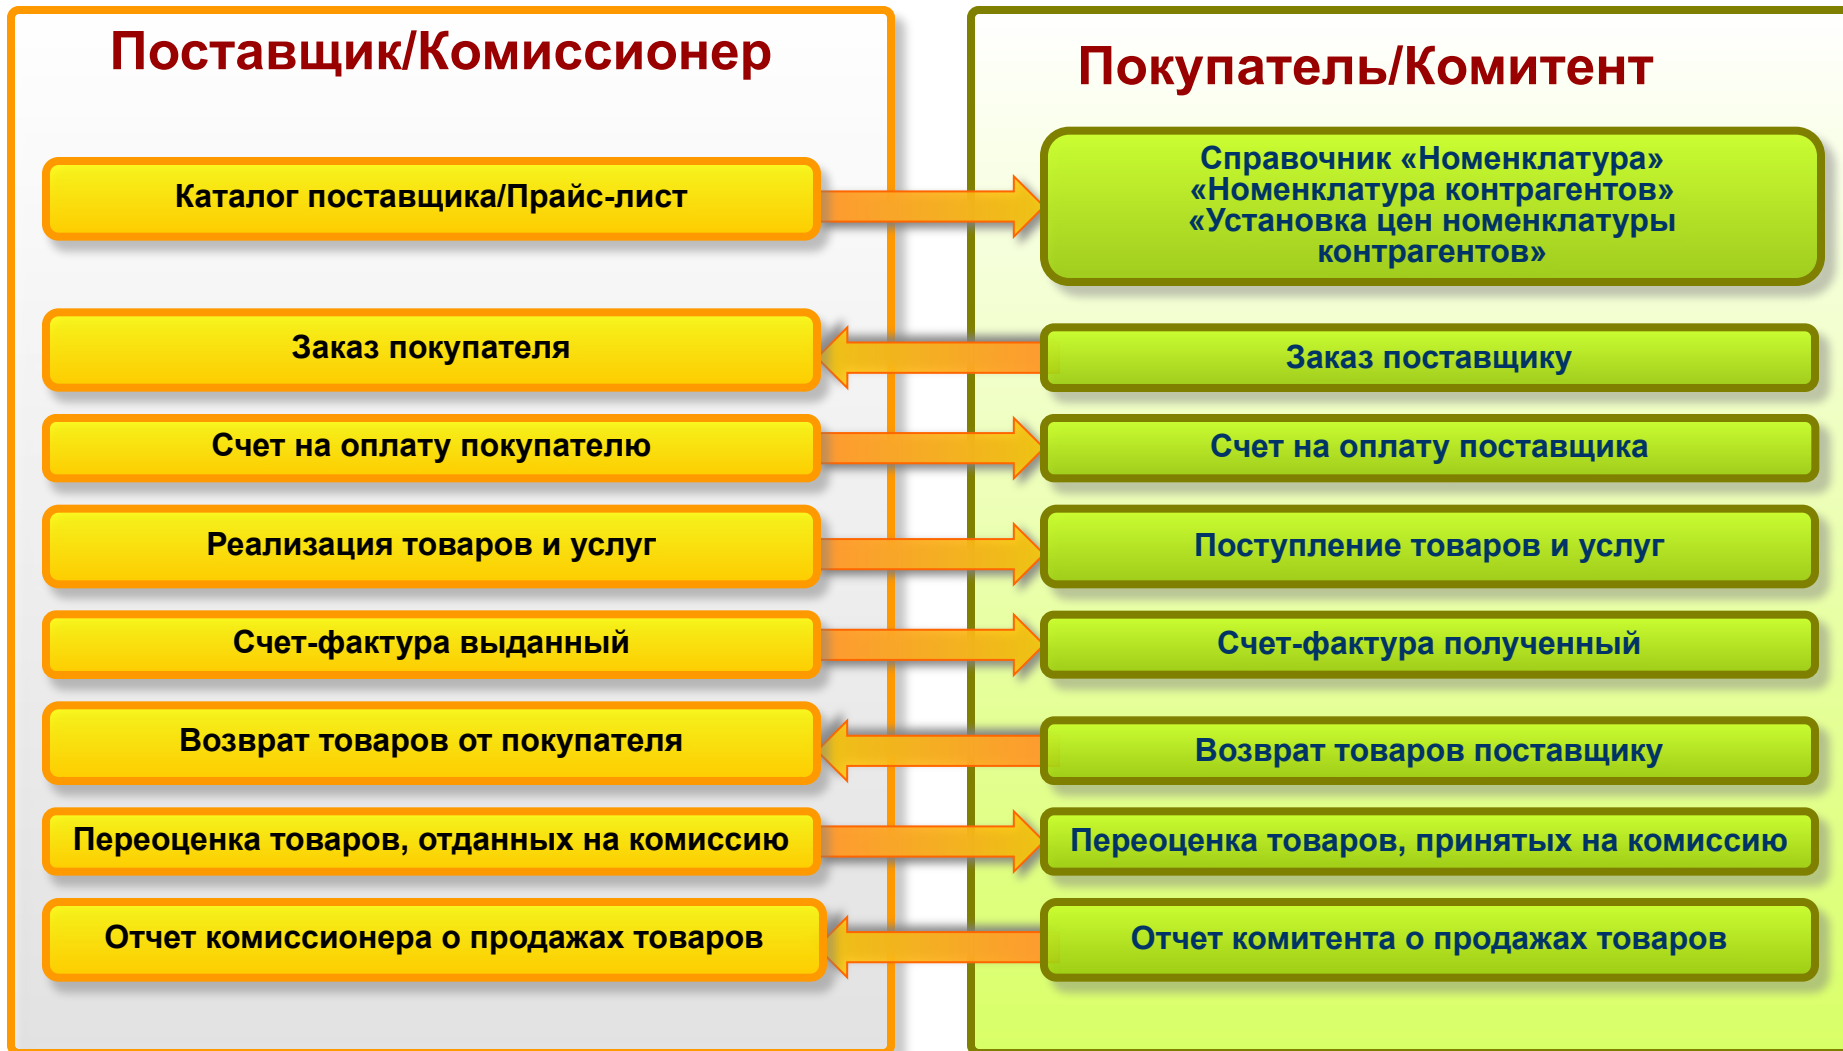 Поставщик/Комиссионер
Покупатель/Комитент
Каталог поставщика/Прайс-лист
Справочник «Номенклатура»
«Номенклатура контрагентов»
«Установка цен номенклатуры
контрагентов»
Заказ покупателя
Заказ поставщику
Счет на оплату покупателю
Счет на оплату поставщика
Реализация товаров и услуг
Поступление товаров и услуг
Счет-фактура выданный
Счет-фактура полученный
Возврат товаров от покупателя
Возврат товаров поставщику
Переоценка товаров, отданных на комиссию
Переоценка товаров, принятых на комиссию
Отчет комиссионера о продажах товаров
Отчет комитента о продажах товаров